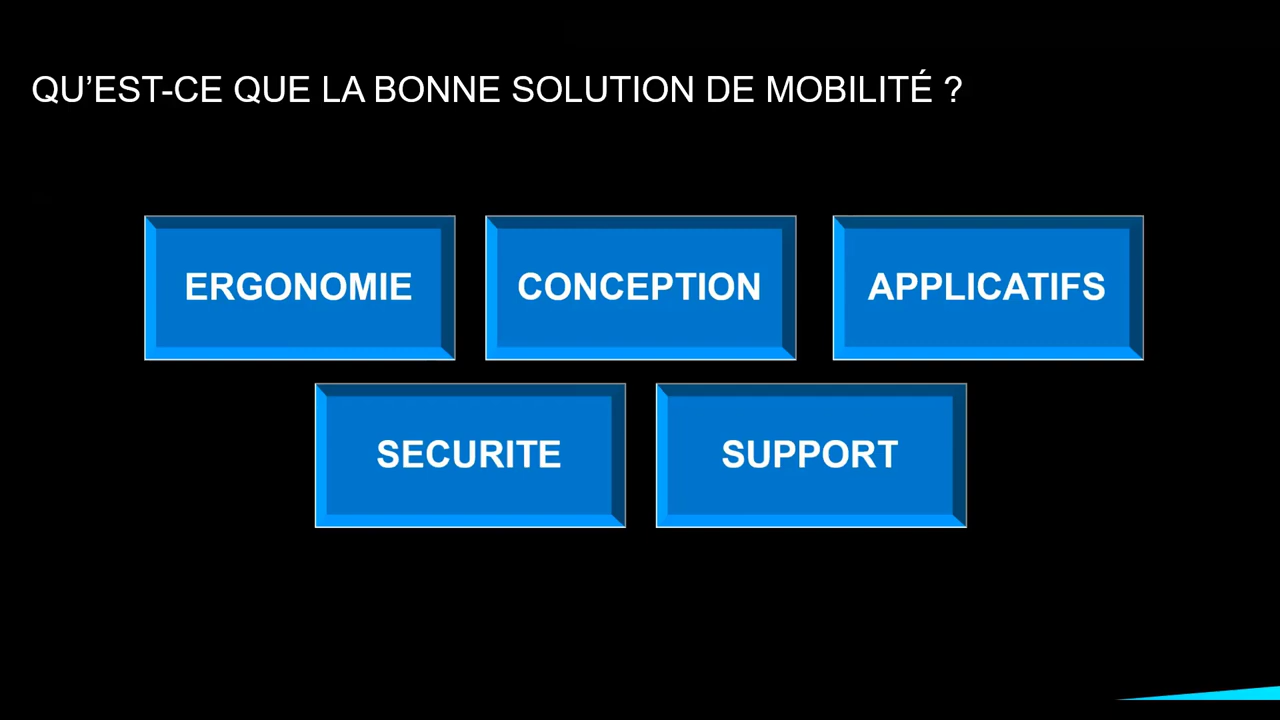 QU’EST-CE QUE LA BONNE SOLUTION DE MOBILITÉ ?
ERGONOMIE
CONCEPTION
APPLICATIFS
SECURITE
SUPPORT